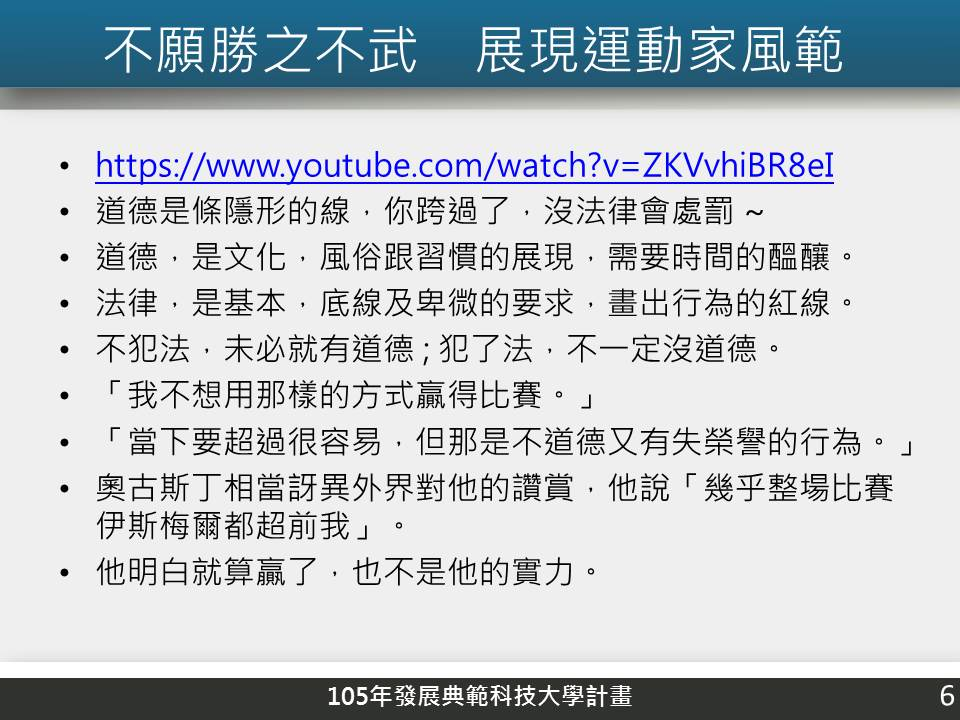 不願勝之不武　展現運動家風範
• https://www.youtube.com/watch?v=ZKVvhiBR8eI
• 道德是條隱形的線，你跨過了，沒法律會處罰 ~
• 道德，是文化，風俗跟習慣的展現，需要時間的醞釀。
• 法律，是基本，底線及卑微的要求，畫出行為的紅線。
• 不犯法，未必就有道德 ; 犯了法，不一定沒道德。
• 「我不想用那樣的方式贏得比賽。」
• 「當下要超過很容易，但那是不道德又有失榮譽的行為。」
• 奧古斯丁相當訝異外界對他的讚賞，他說「幾乎整場比賽
伊斯梅爾都超前我」。
• 他明白就算贏了，也不是他的實力。
105年發展典範科技大學計畫
6